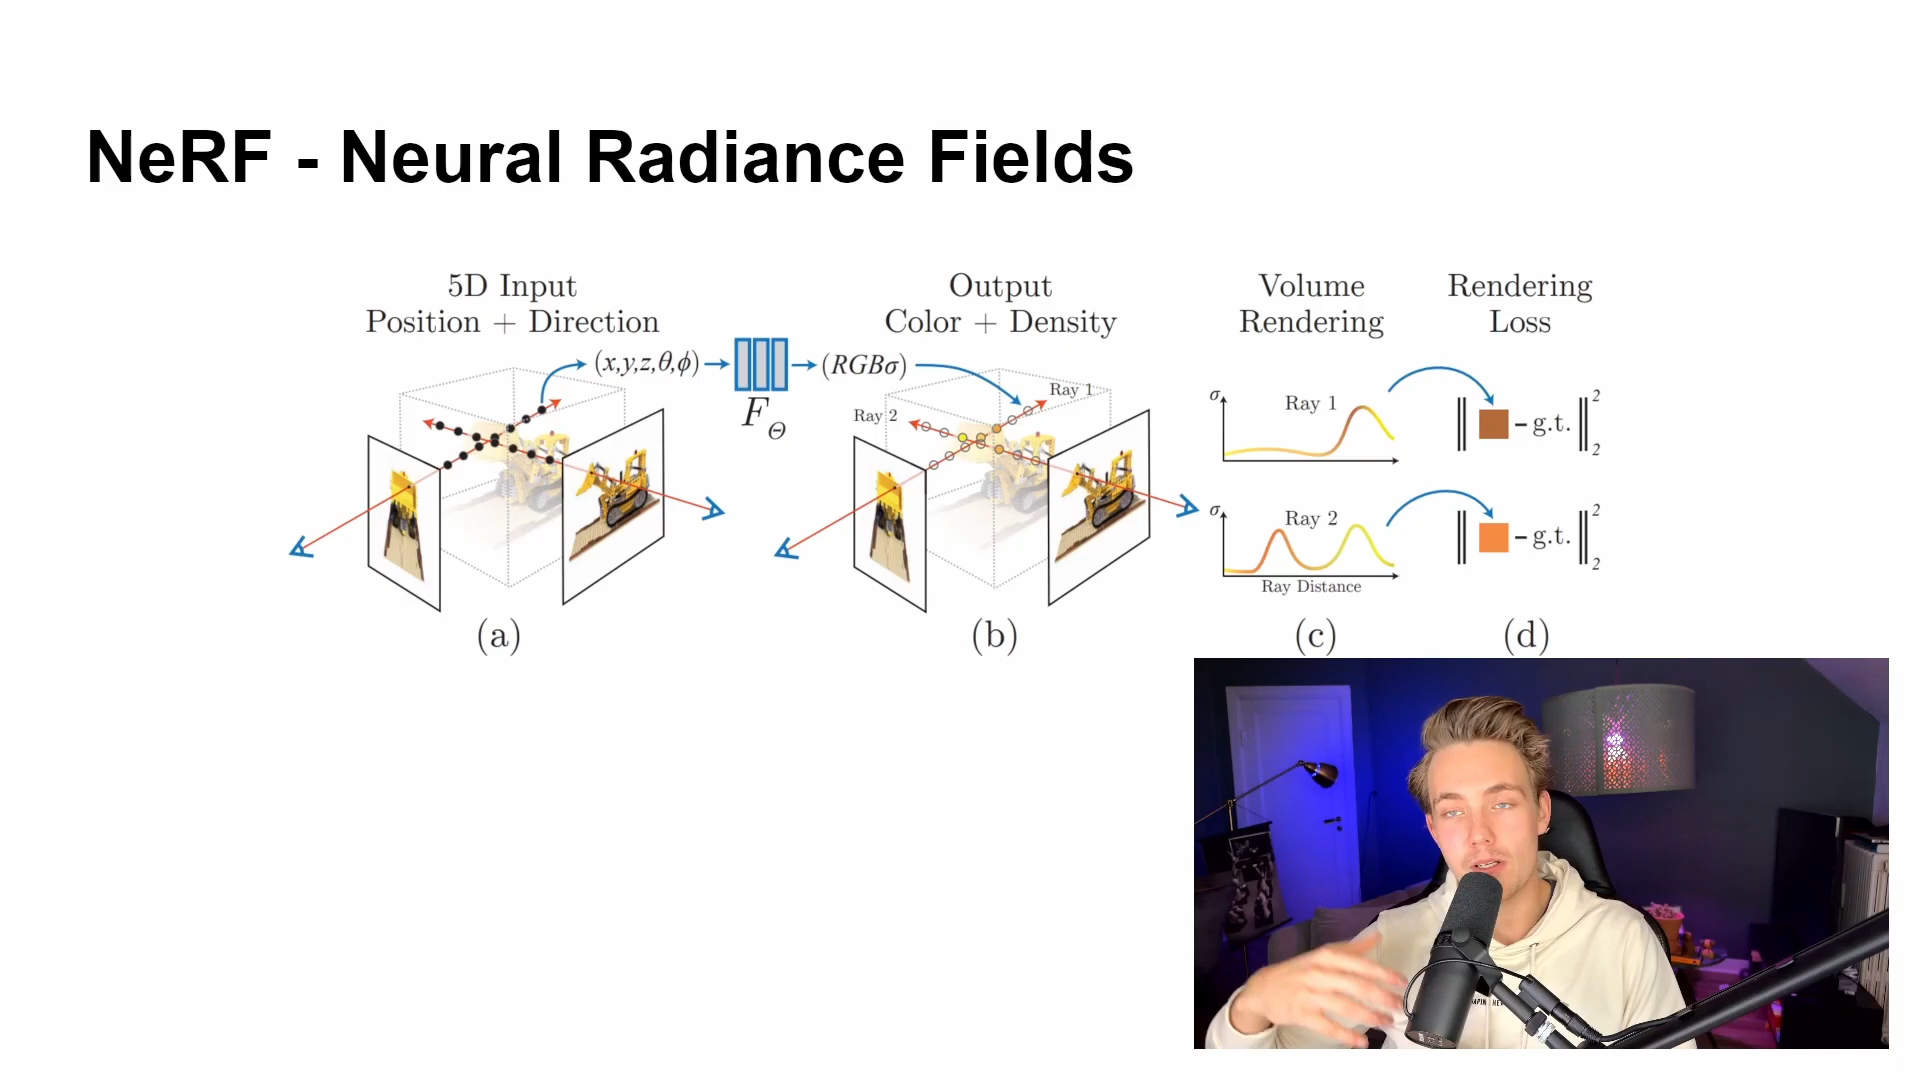 NeRF - Neural Radiance Fields
5D Input
Position + Direction
Output
Color + Density
Volume
Rendering
Rendering
Loss
(x,y,z,θ,ϕ)
F_Θ
(RGBσ)
Ray 1
Ray 2
σ
Ray 1
- g.t.
2
2
σ
Ray 2
Ray Distance
- g.t.
2
2
(a)
(b)
(c)
(d)